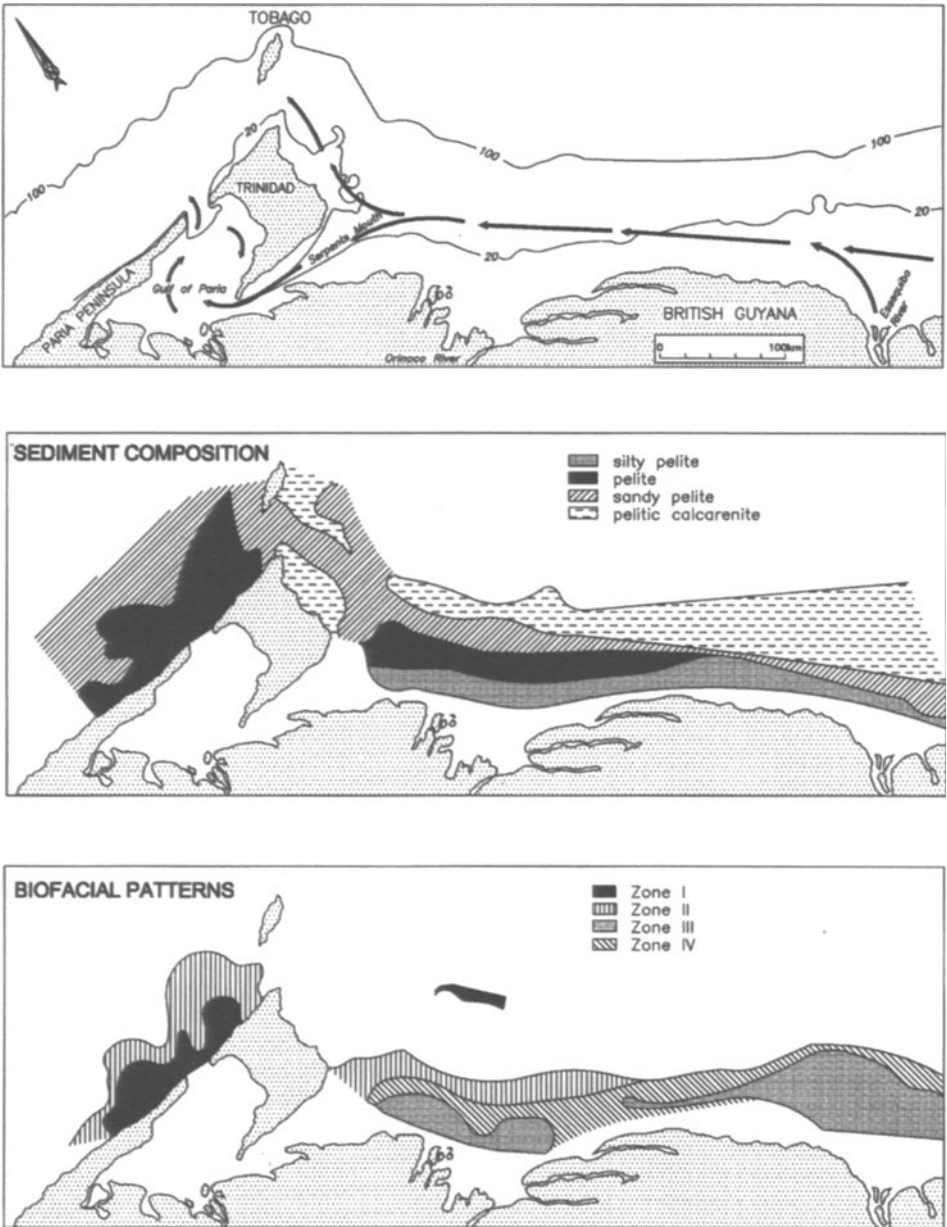 TOBAGO
20
100
100
100
TRINIDAD
20
Serpents Mouth
20
PARIA PENINSULA
Gulf of Paria
BRITISH GUYANA
Essequibo
River
0 100km
Orinoco River
SEDIMENT COMPOSITION
silty pelite
pelite
sandy pelite
pelitic calcarenite
BIOFACIAL PATTERNS
Zone I
Zone II
Zone III
Zone IV